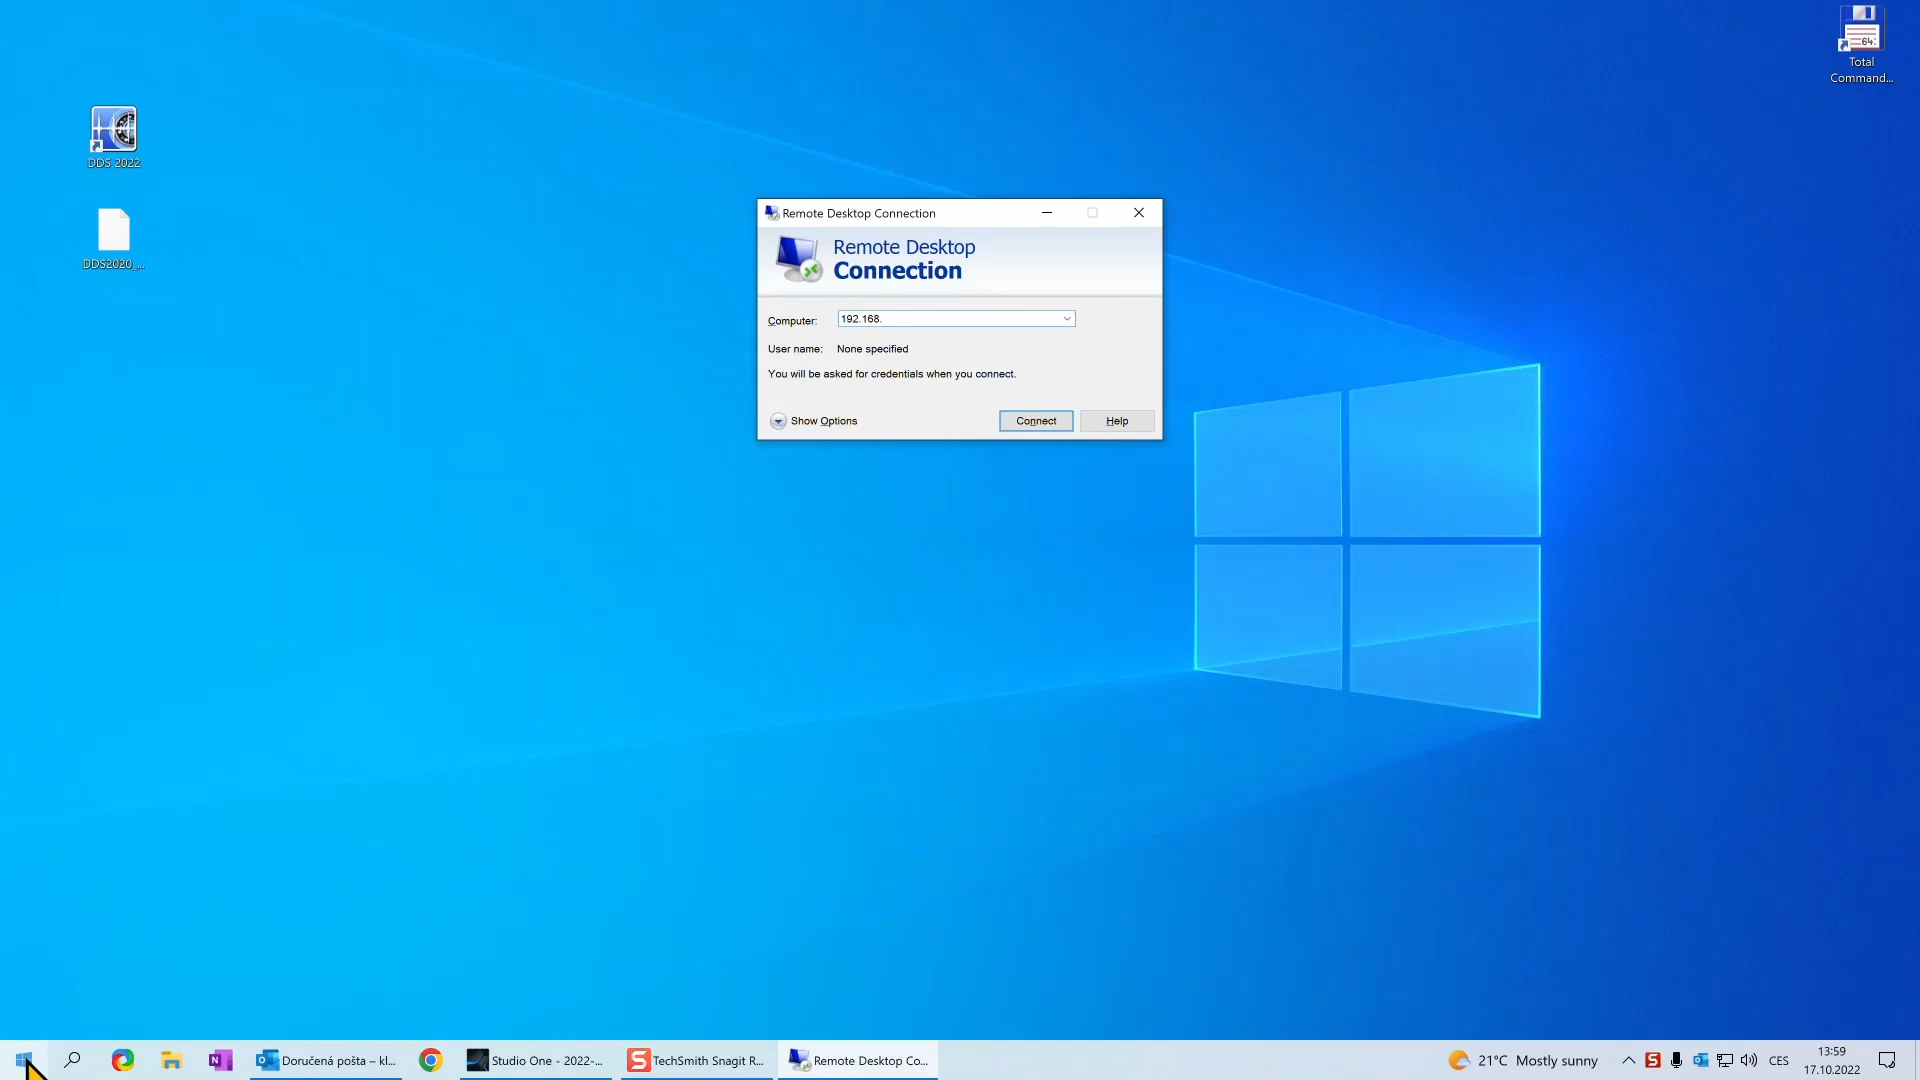 64:
Total
Command...
DDS 2022
DDS2020_...
Remote Desktop Connection
Remote Desktop
Connection
Computer: 192.168.
User name: None specified
You will be asked for credentials when you connect.
Show Options Connect Help
Doručená pošta – kl... Studio One - 2022-... TechSmith Snagit R... Remote Desktop Co... 21°C Mostly sunny CES 13:59
17.10.2022